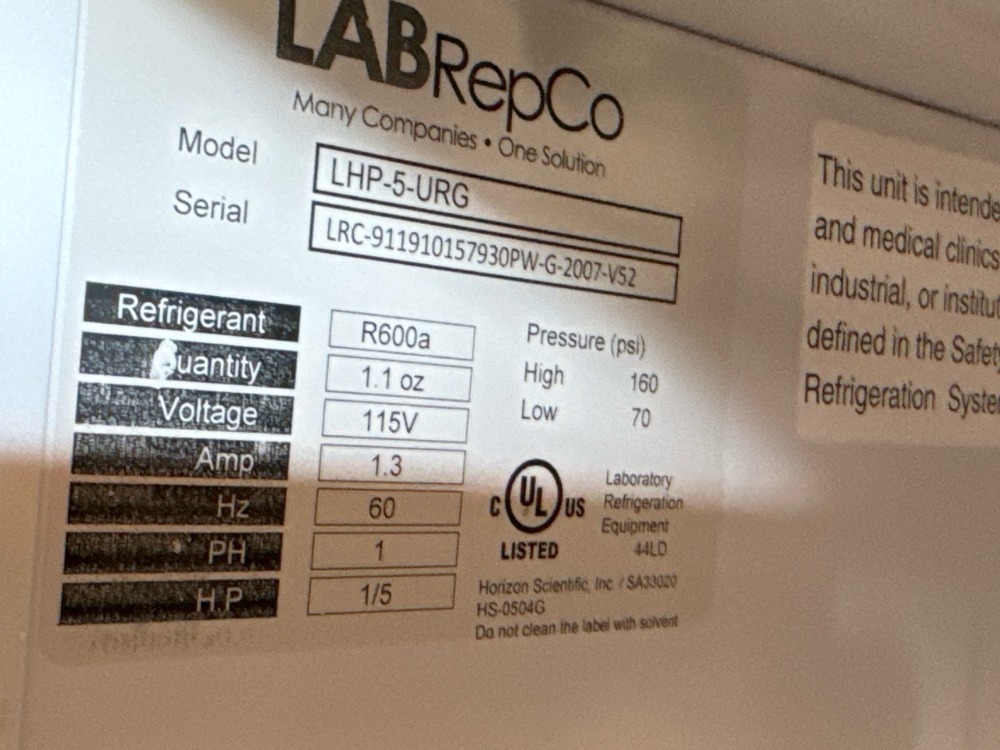 LABRepCo
Many Companies • One Solution
Model LHP-5-URG
Serial LRC-911910157930PW-G-2007-V52
Refrigerant R600a
Quantity 1.1 oz
Voltage 115V
Amp 1.3
Hz 60
PH 1
H.P 1/5
Pressure (psi)
High 160
Low 70
C UL US
LISTED
Laboratory
Refrigeration
Equipment
44LD
Horizon Scientific, Inc. / SA33020
HS-0504G
Do not clean the label with solvent
This unit is intende
and medical clinics
industrial, or institu
defined in the Safety
Refrigeration Syste